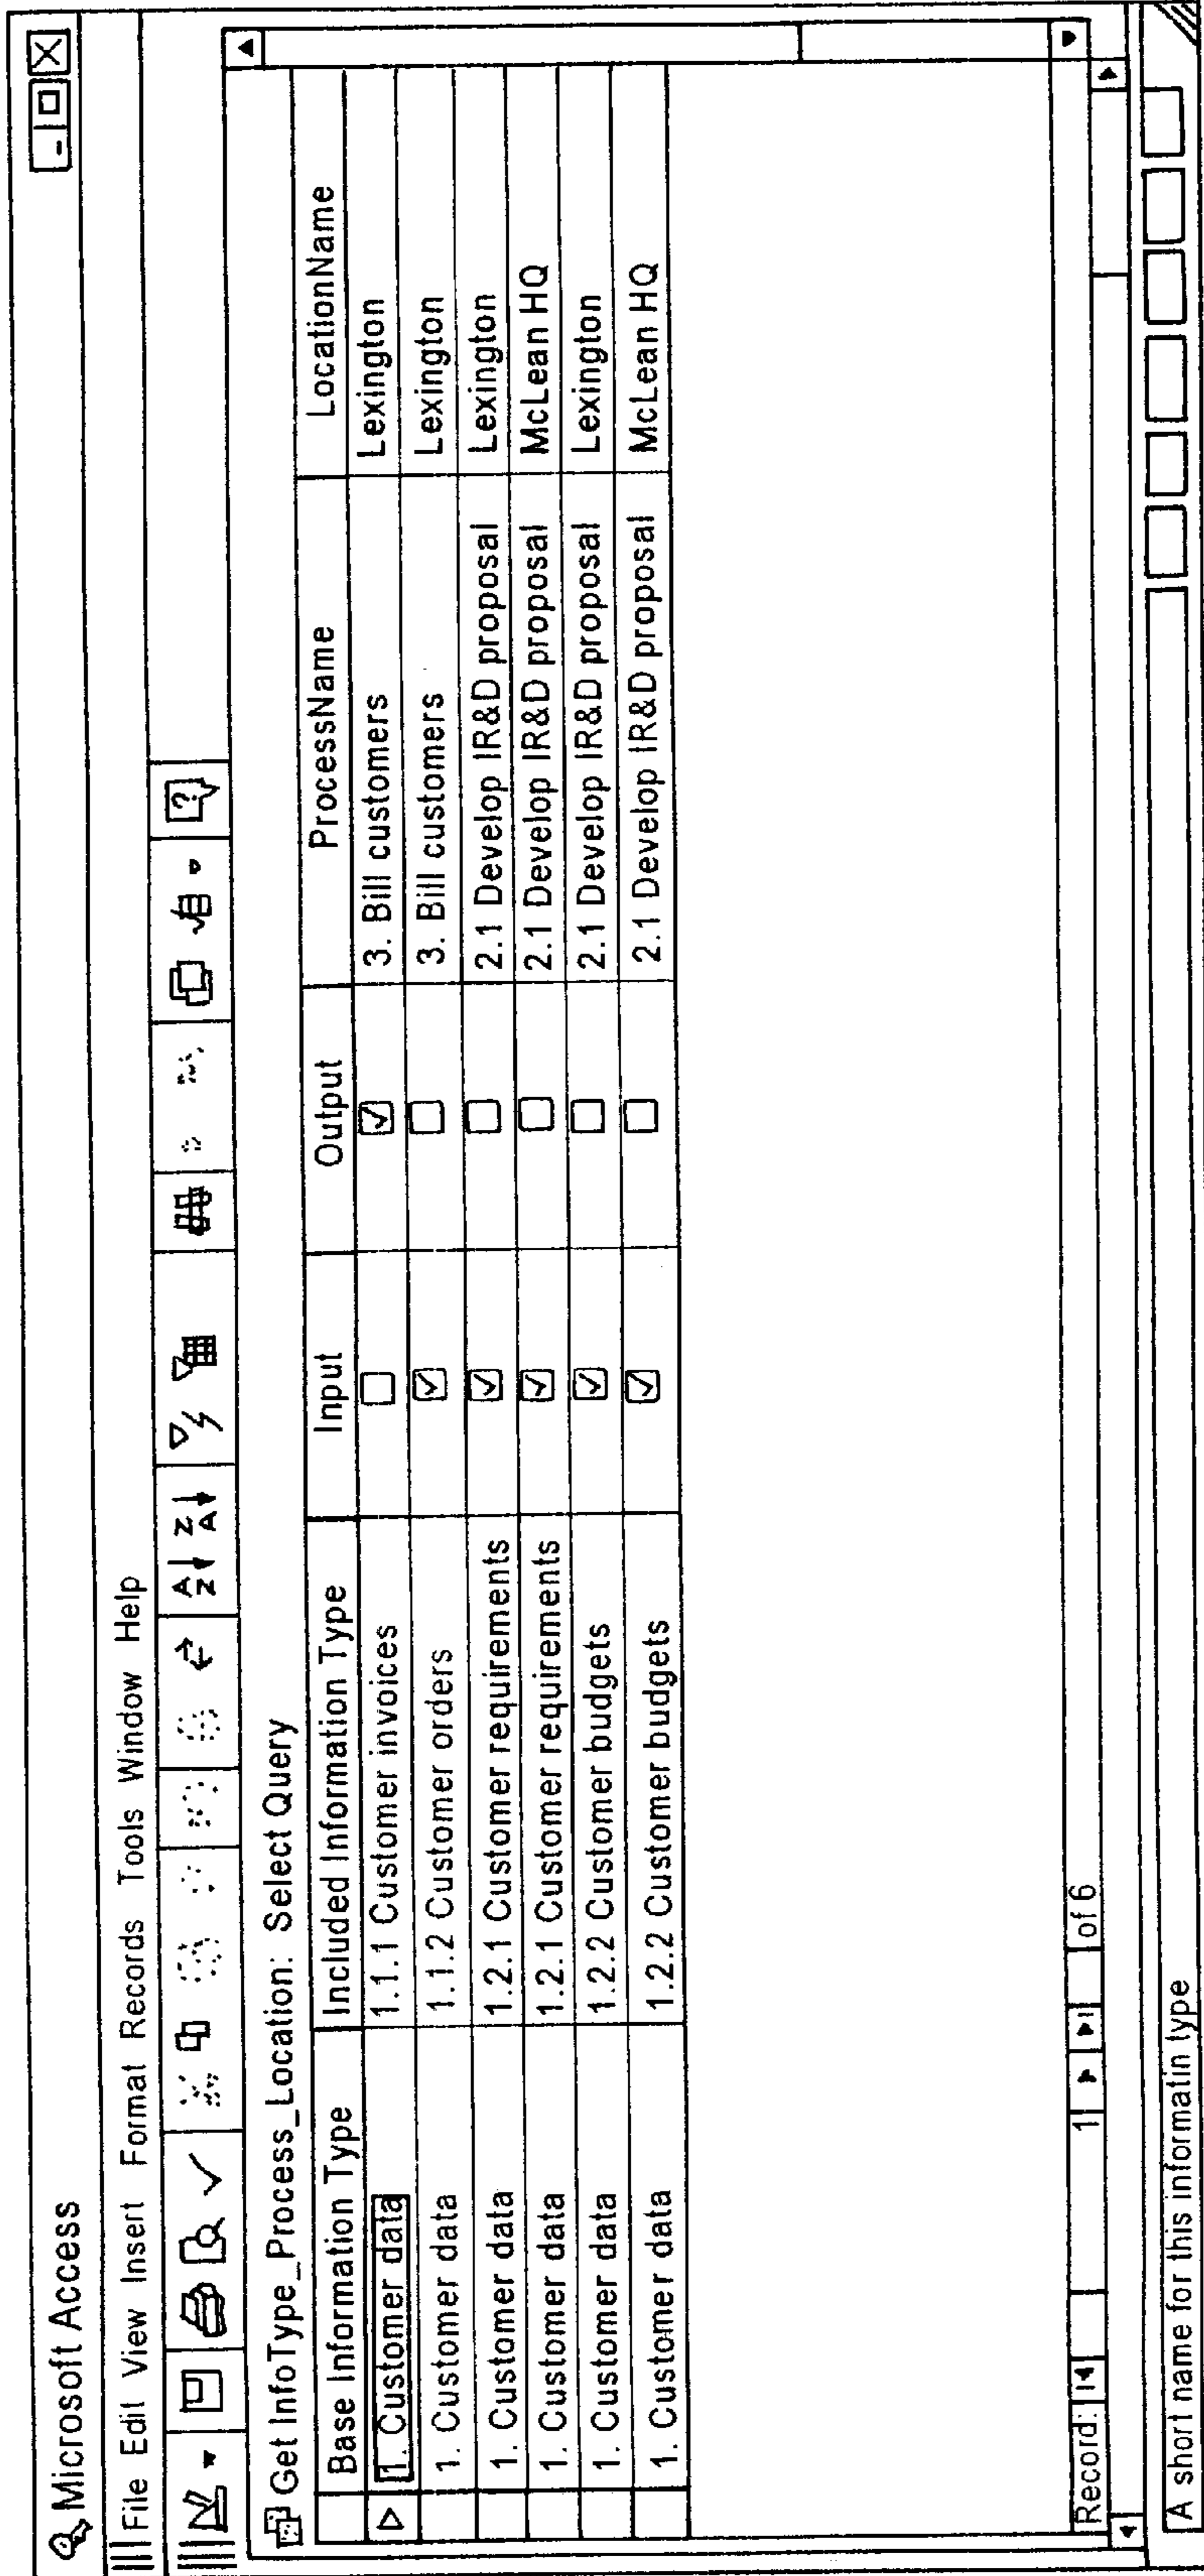 Microsoft Access
File Edit View Insert Format Records Tools Window Help
Get InfoType_Process_Location: Select Query
Base Information Type Included Information Type Input Output ProcessName LocationName
1. Customer data 1.1.1 Customer invoices 3. Bill customers Lexington
1. Customer data 1.1.2 Customer orders 3. Bill customers Lexington
1. Customer data 1.2.1 Customer requirements 2.1 Develop IR&D proposal Lexington
1. Customer data 1.2.1 Customer requirements 2.1 Develop IR&D proposal McLean HQ
1. Customer data 1.2.2 Customer budgets 2.1 Develop IR&D proposal Lexington
1. Customer data 1.2.2 Customer budgets 2.1 Develop IR&D proposal McLean HQ
Record: 1 of 6
A short name for this informatin type